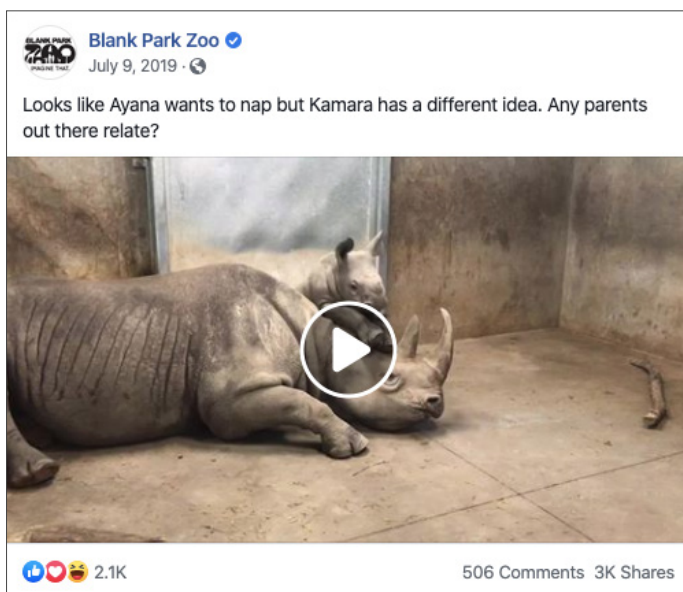 BLANK PARK
ZOO
IMAGINE THAT.
Blank Park Zoo
July 9, 2019 ·
Looks like Ayana wants to nap but Kamara has a different idea. Any parents
out there relate?
2.1K
506 Comments 3K Shares